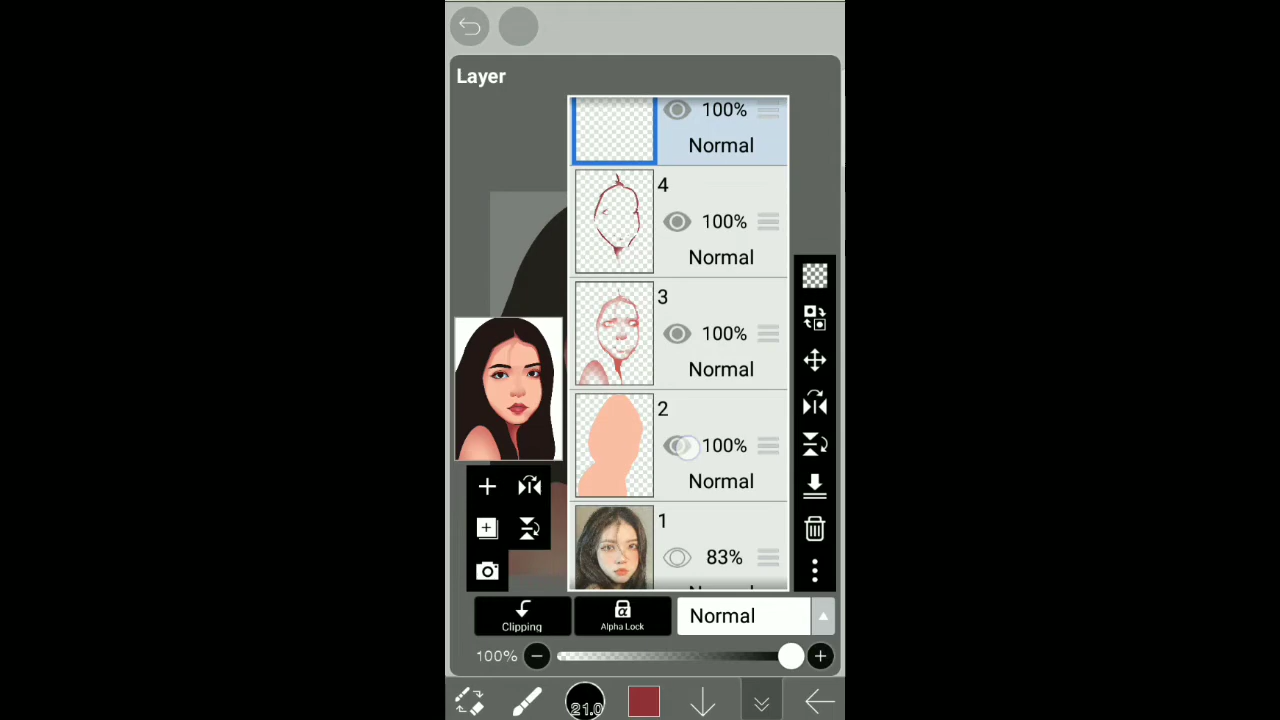 Layer
100%
Normal
4
100%
Normal
3
100%
Normal
2
100%
Normal
1
83%
Clipping
α
Alpha Lock
Normal
100%
21.0